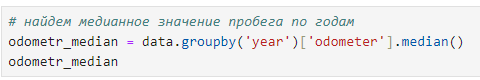 # найдем медианное значение пробега по годам
odometr_median = data.groupby('year')['odometer'].median()
odometr_median